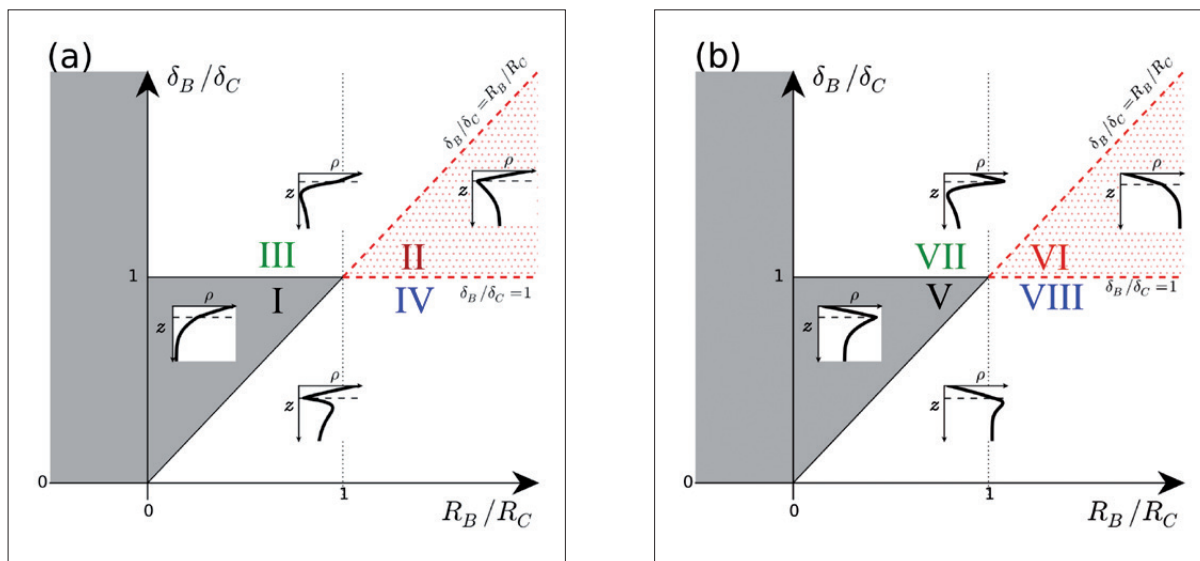 (a)
δ_B/δ_C
δ_B/δ_C = R_B/R_C
ρ
z
ρ
z
III
II
1
I
IV
δ_B/δ_C = 1
ρ
z
ρ
z
0
0
1
R_B/R_C
(b)
δ_B/δ_C
δ_B/δ_C = R_B/R_C
ρ
z
ρ
z
VII
VI
1
V
VIII
δ_B/δ_C = 1
ρ
z
ρ
z
0
0
1
R_B/R_C